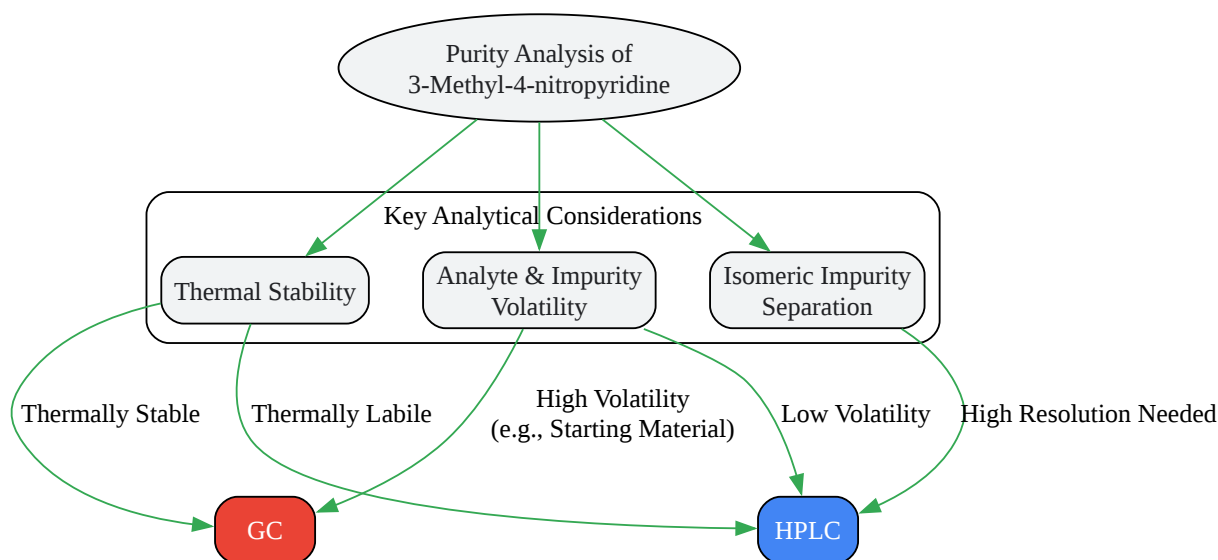 Purity Analysis of
3-Methyl-4-nitropyridine
Key Analytical Considerations
Thermal Stability
Analyte & Impurity
Volatility
Isomeric Impurity
Separation
Thermally Stable
Thermally Labile
High Volatility
(e.g., Starting Material)
Low Volatility
High Resolution Needed
GC
HPLC